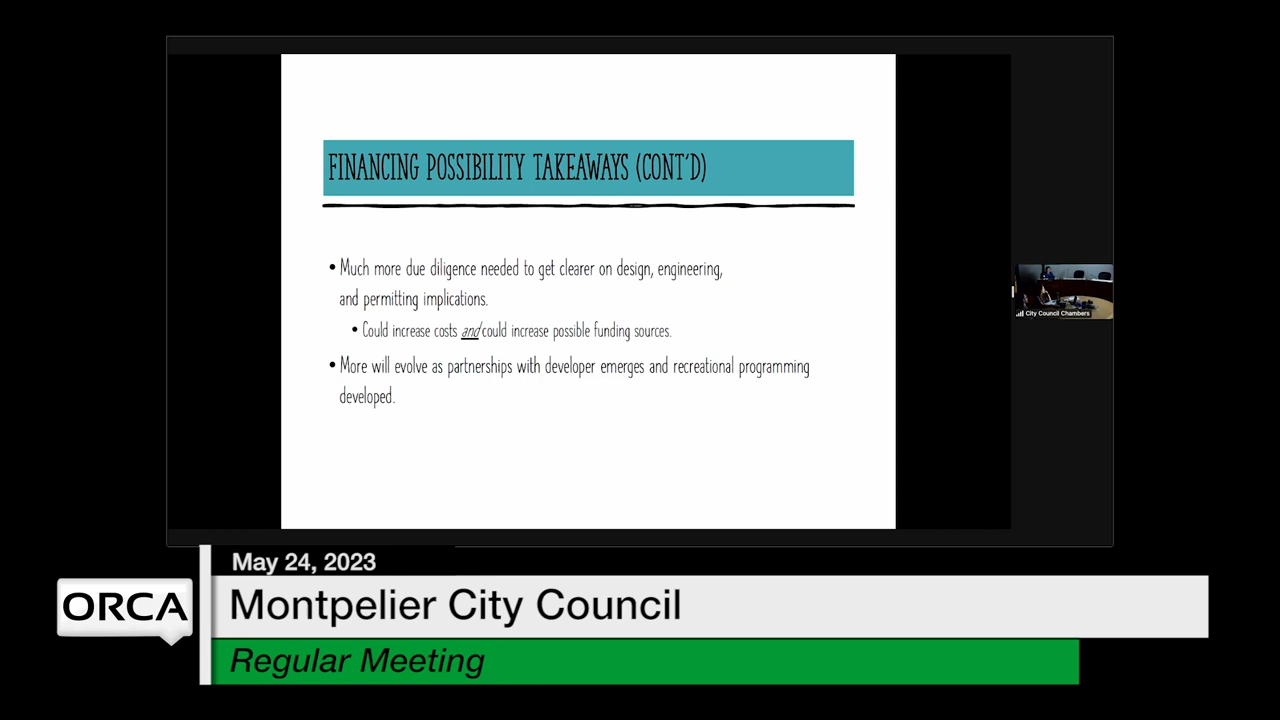 FINANCING POSSIBILITY TAKEAWAYS (CONT'D)
• Much more due diligence needed to get clearer on design, engineering,
and permitting implications.
• Could increase costs and could increase possible funding sources.
• More will evolve as partnerships with developer emerges and recreational programming
developed.
City Council Chambers
May 24, 2023
ORCA
Montpelier City Council
Regular Meeting